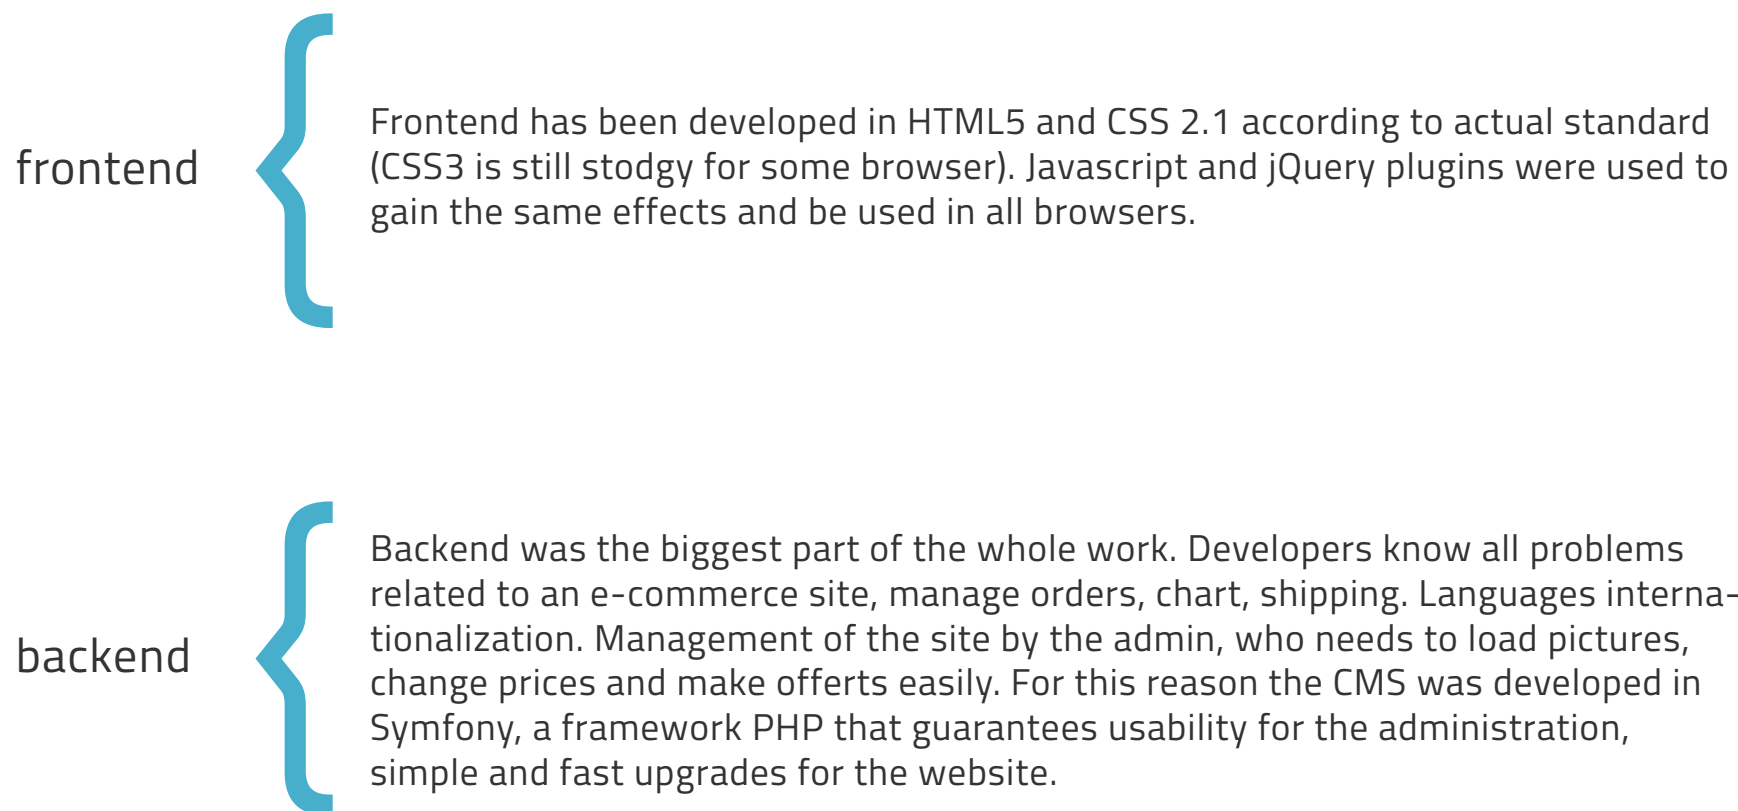 frontend
Frontend has been developed in HTML5 and CSS 2.1 according to actual standard
(CSS3 is still stodgy for some browser). Javascript and jQuery plugins were used to
gain the same effects and be used in all browsers.
backend
Backend was the biggest part of the whole work. Developers know all problems
related to an e-commerce site, manage orders, chart, shipping. Languages interna-
tionalization. Management of the site by the admin, who needs to load pictures,
change prices and make offerts easily. For this reason the CMS was developed in
Symfony, a framework PHP that guarantees usability for the administration,
simple and fast upgrades for the website.